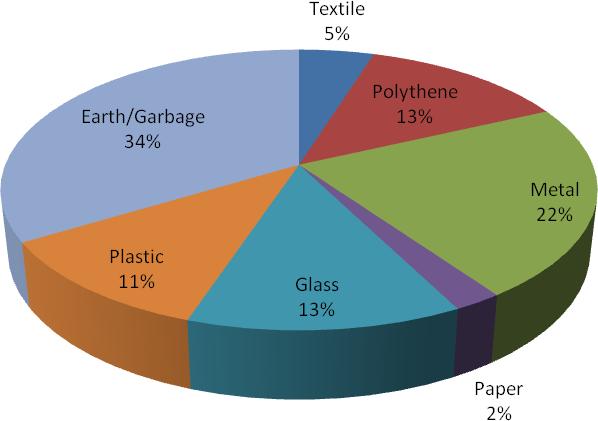 Textile
5%
Polythene
13%
Earth/Garbage
34%
Metal
22%
Plastic
11%
Glass
13%
Paper
2%